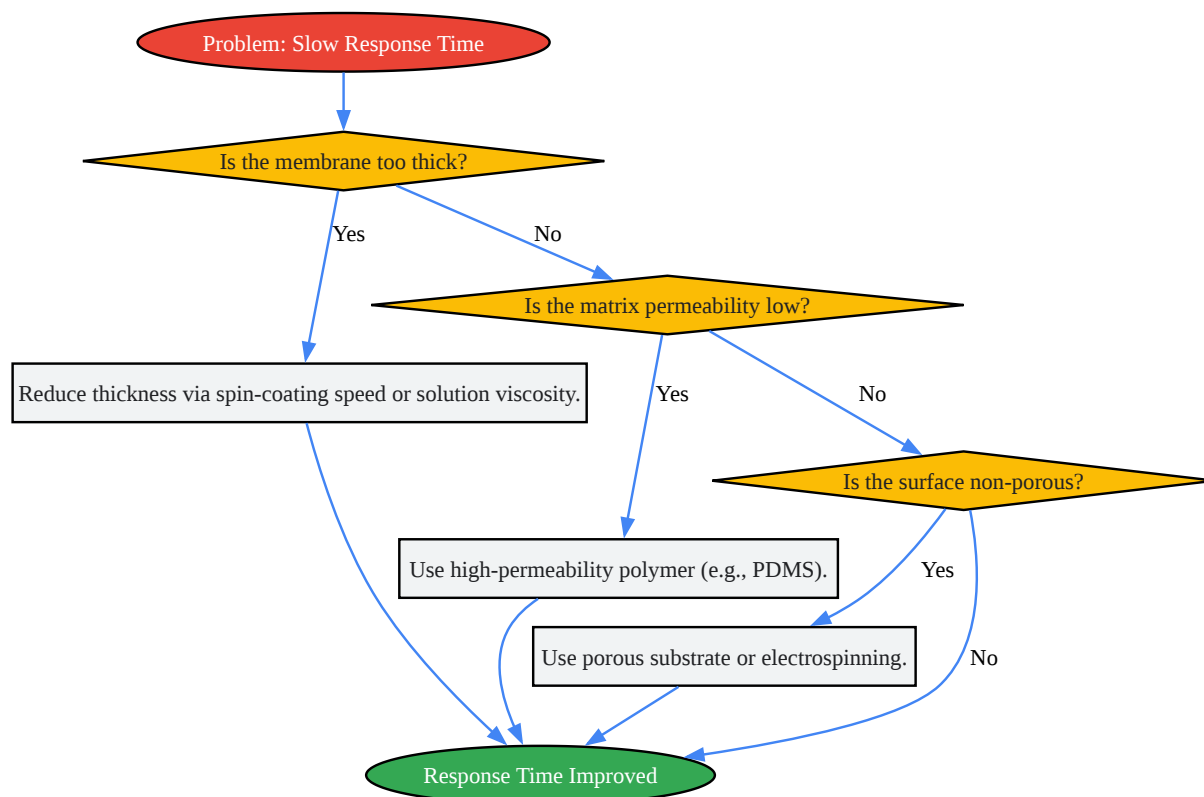 Problem: Slow Response Time
Is the membrane too thick?
Yes
No
Is the matrix permeability low?
Reduce thickness via spin-coating speed or solution viscosity.
Yes
No
Is the surface non-porous?
Use high-permeability polymer (e.g., PDMS).
Yes
Use porous substrate or electrospinning.
No
Response Time Improved